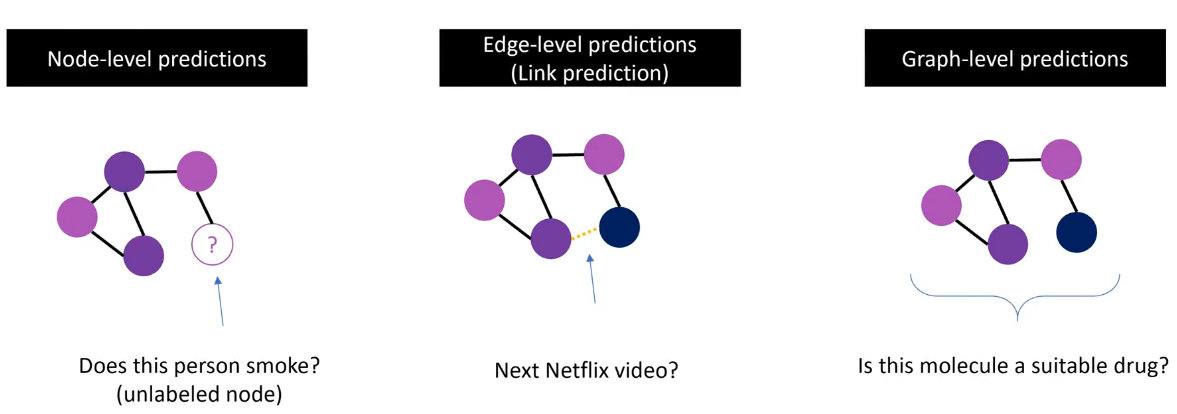 Node-level predictions
Edge-level predictions
(Link prediction)
Graph-level predictions
?
Does this person smoke?
(unlabeled node)
Next Netflix video?
Is this molecule a suitable drug?